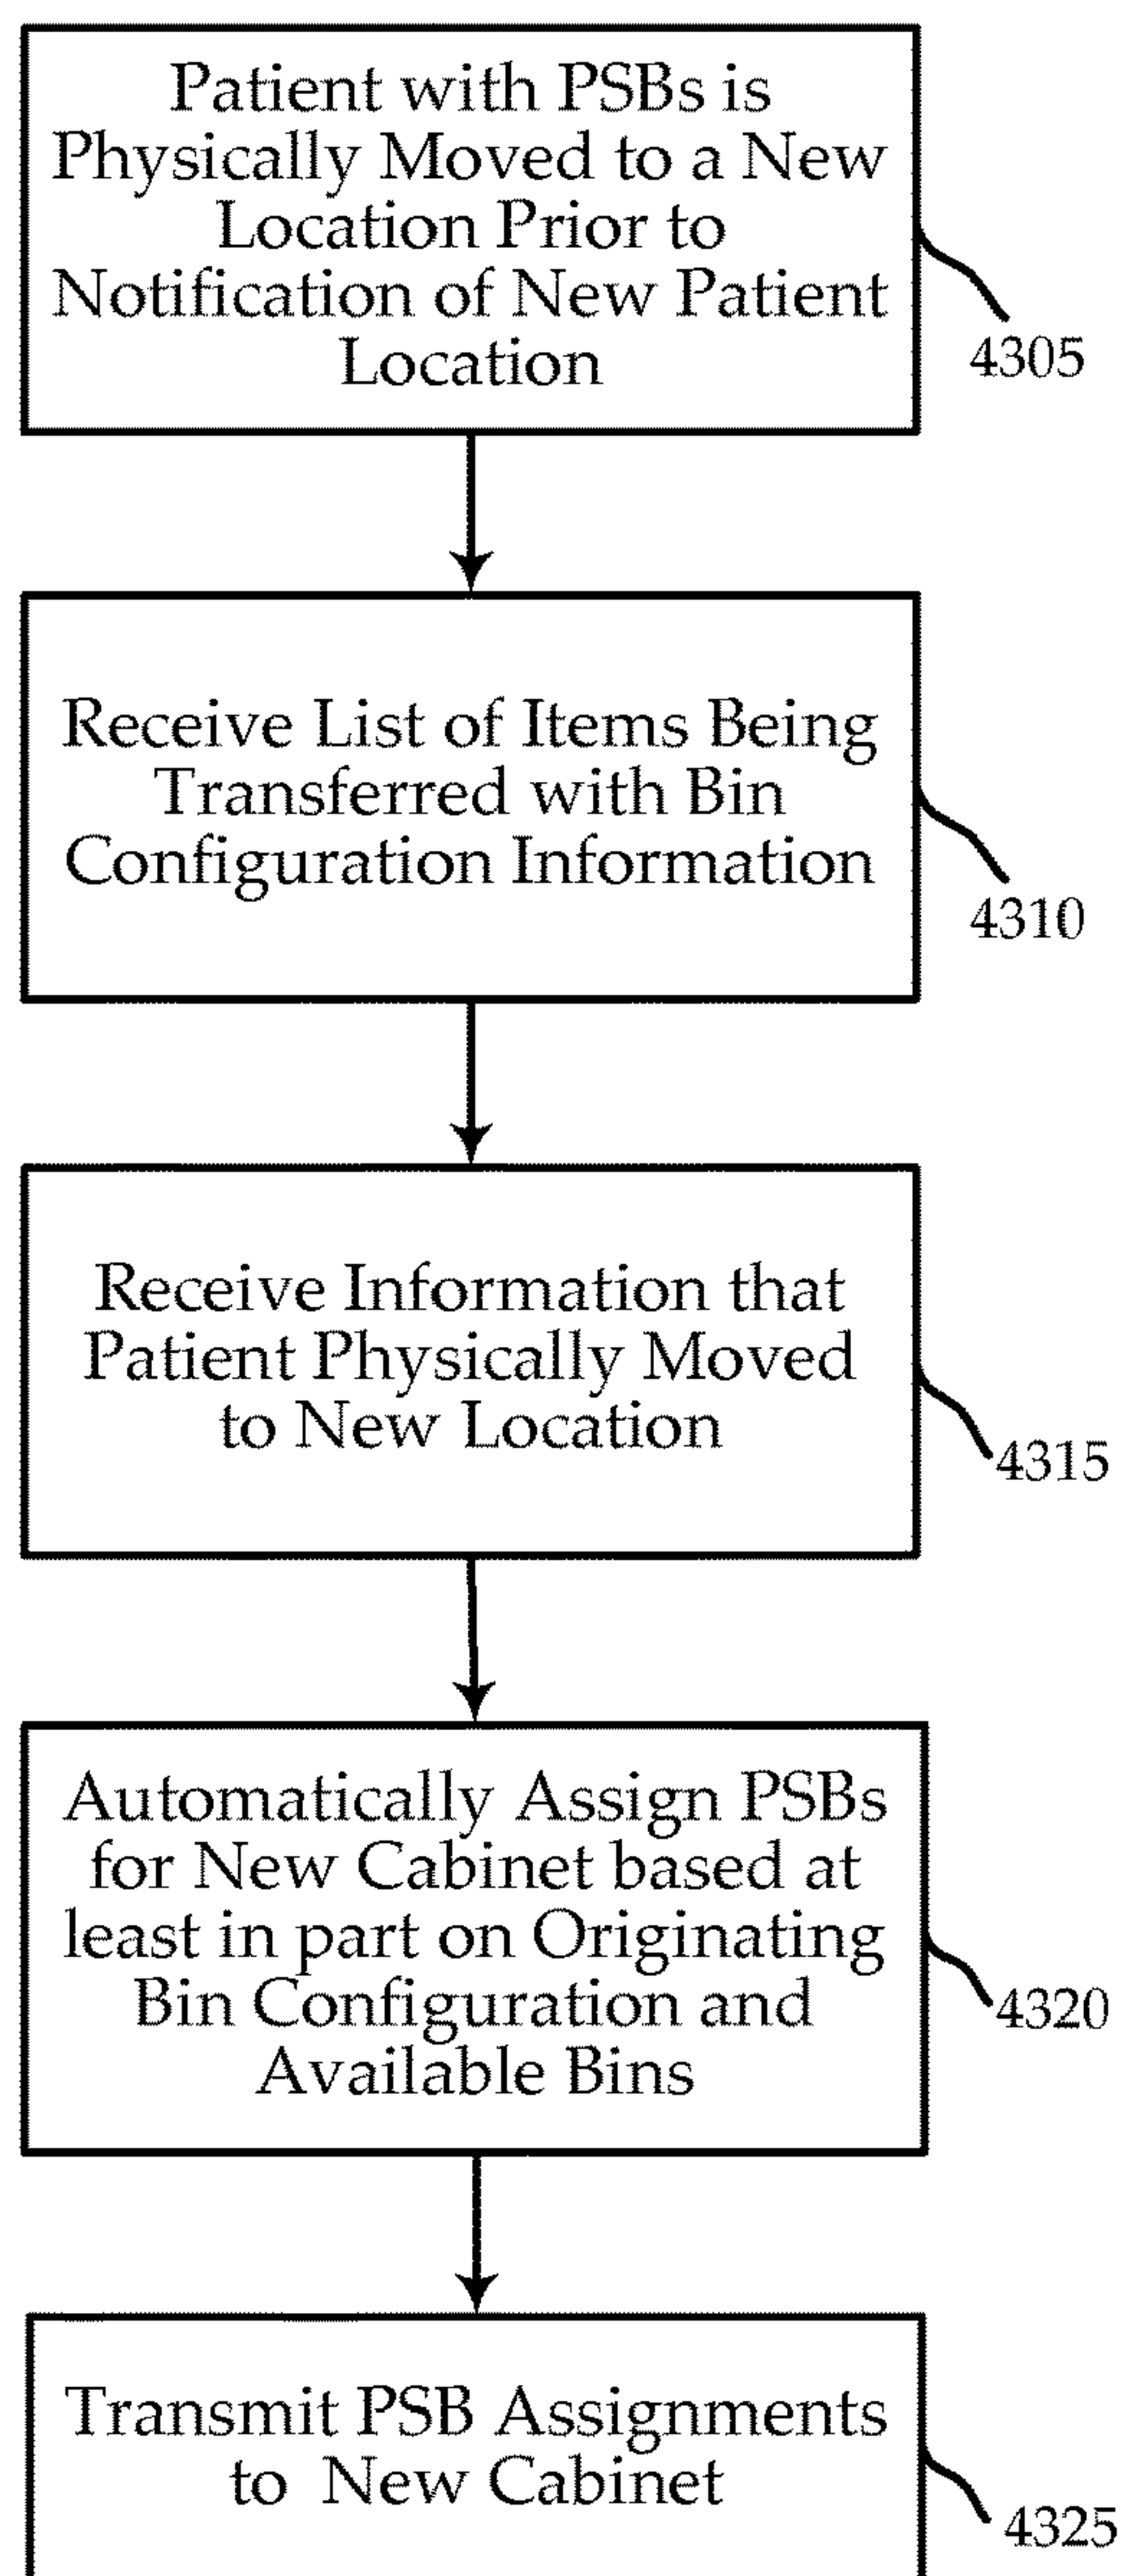 Patient with PSBs is
Physically Moved to a New
Location Prior to
Notification of New Patient
Location
4305
Receive List of Items Being
Transferred with Bin
Configuration Information
4310
Receive Information that
Patient Physically Moved
to New Location
4315
Automatically Assign PSBs
for New Cabinet based at
least in part on Originating
Bin Configuration and
Available Bins
4320
Transmit PSB Assignments
to New Cabinet
4325